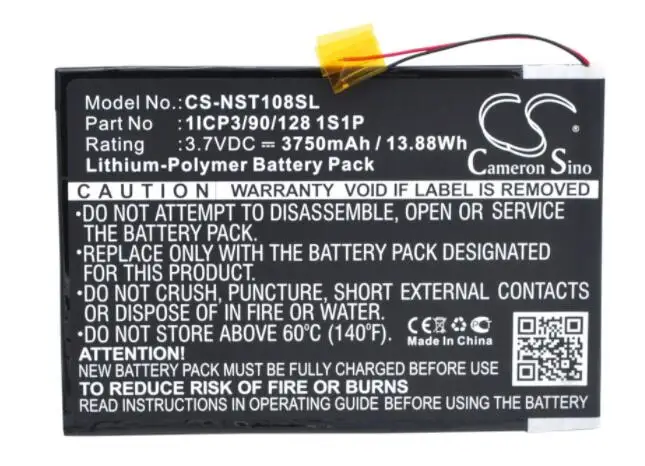 Model No.: CS-NST108SL
Part No : 1ICP3/90/128 1S1P
Rating : 3.7VDC ⎓ 3750mAh / 13.88Wh
Lithium-Polymer Battery Pack
CS
Cameron Sino
CAUTION WARRANTY VOID IF LABEL IS REMOVED
•DO NOT ATTEMPT TO DISASSEMBLE, OPEN OR SERVICE
THE BATTERY PACK.
•REPLACE ONLY WITH THE BATTERY PACK DESIGNATED
FOR THIS PRODUCT.
•DO NOT CRUSH, PUNCTURE, SHORT EXTERNAL CONTACTS
OR DISPOSE OF IN FIRE OR WATER.
•DO NOT STORE ABOVE 60°C (140°F).
CE
Made In China
ATTENTION!
NEW BATTERY PACK MUST BE FULLY CHARGED BEFORE USE
TO REDUCE RISK OF FIRE OR BURNS
READ INSTRUCTIONS OF OPERATING GUIDE BEFORE USING BATTERY